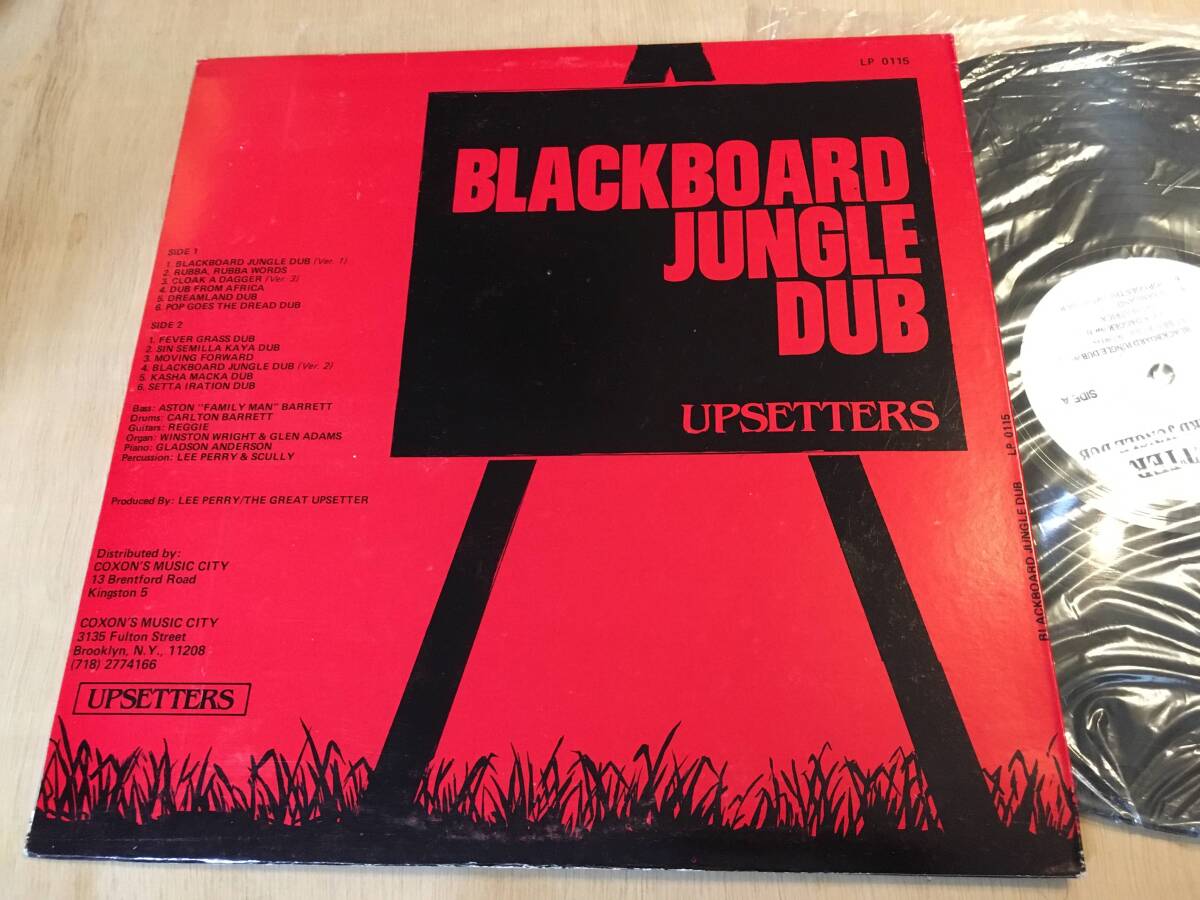 LP 0115
BLACKBOARD
JUNGLE
DUB
UPSETTERS
SIDE 1
1. BLACKBOARD JUNGLE DUB (Ver. 1)
2. RUBBA, RUBBA WORDS
3. CLOAK A DAGGER (Ver. 3)
4. DUB FROM AFRICA
5. DREAMLAND DUB
6. POP GOES THE DREAD DUB
SIDE 2
1. FEVER GRASS DUB
2. SIN SEMILLA KAYA DUB
3. MOVING FORWARD
4. BLACKBOARD JUNGLE DUB (Ver. 2)
5. KASHA MACKA DUB
6. SETTA IRATION DUB
Bass: ASTON "FAMILY MAN" BARRETT
Drums: CARLTON BARRETT
Guitars: REGGIE
Organ: WINSTON WRIGHT & GLEN ADAMS
Piano: GLADSON ANDERSON
Percussion: LEE PERRY & SCULLY
Produced By: LEE PERRY/THE GREAT UPSETTER
Distributed by:
COXON'S MUSIC CITY
13 Brentford Road
Kingston 5
COXON'S MUSIC CITY
3135 Fulton Street
Brooklyn, N.Y., 11208
(718) 2774166
UPSETTERS
BLACKBOARD JUNGLE DUB LP 0115
SIDE A
LP 0115